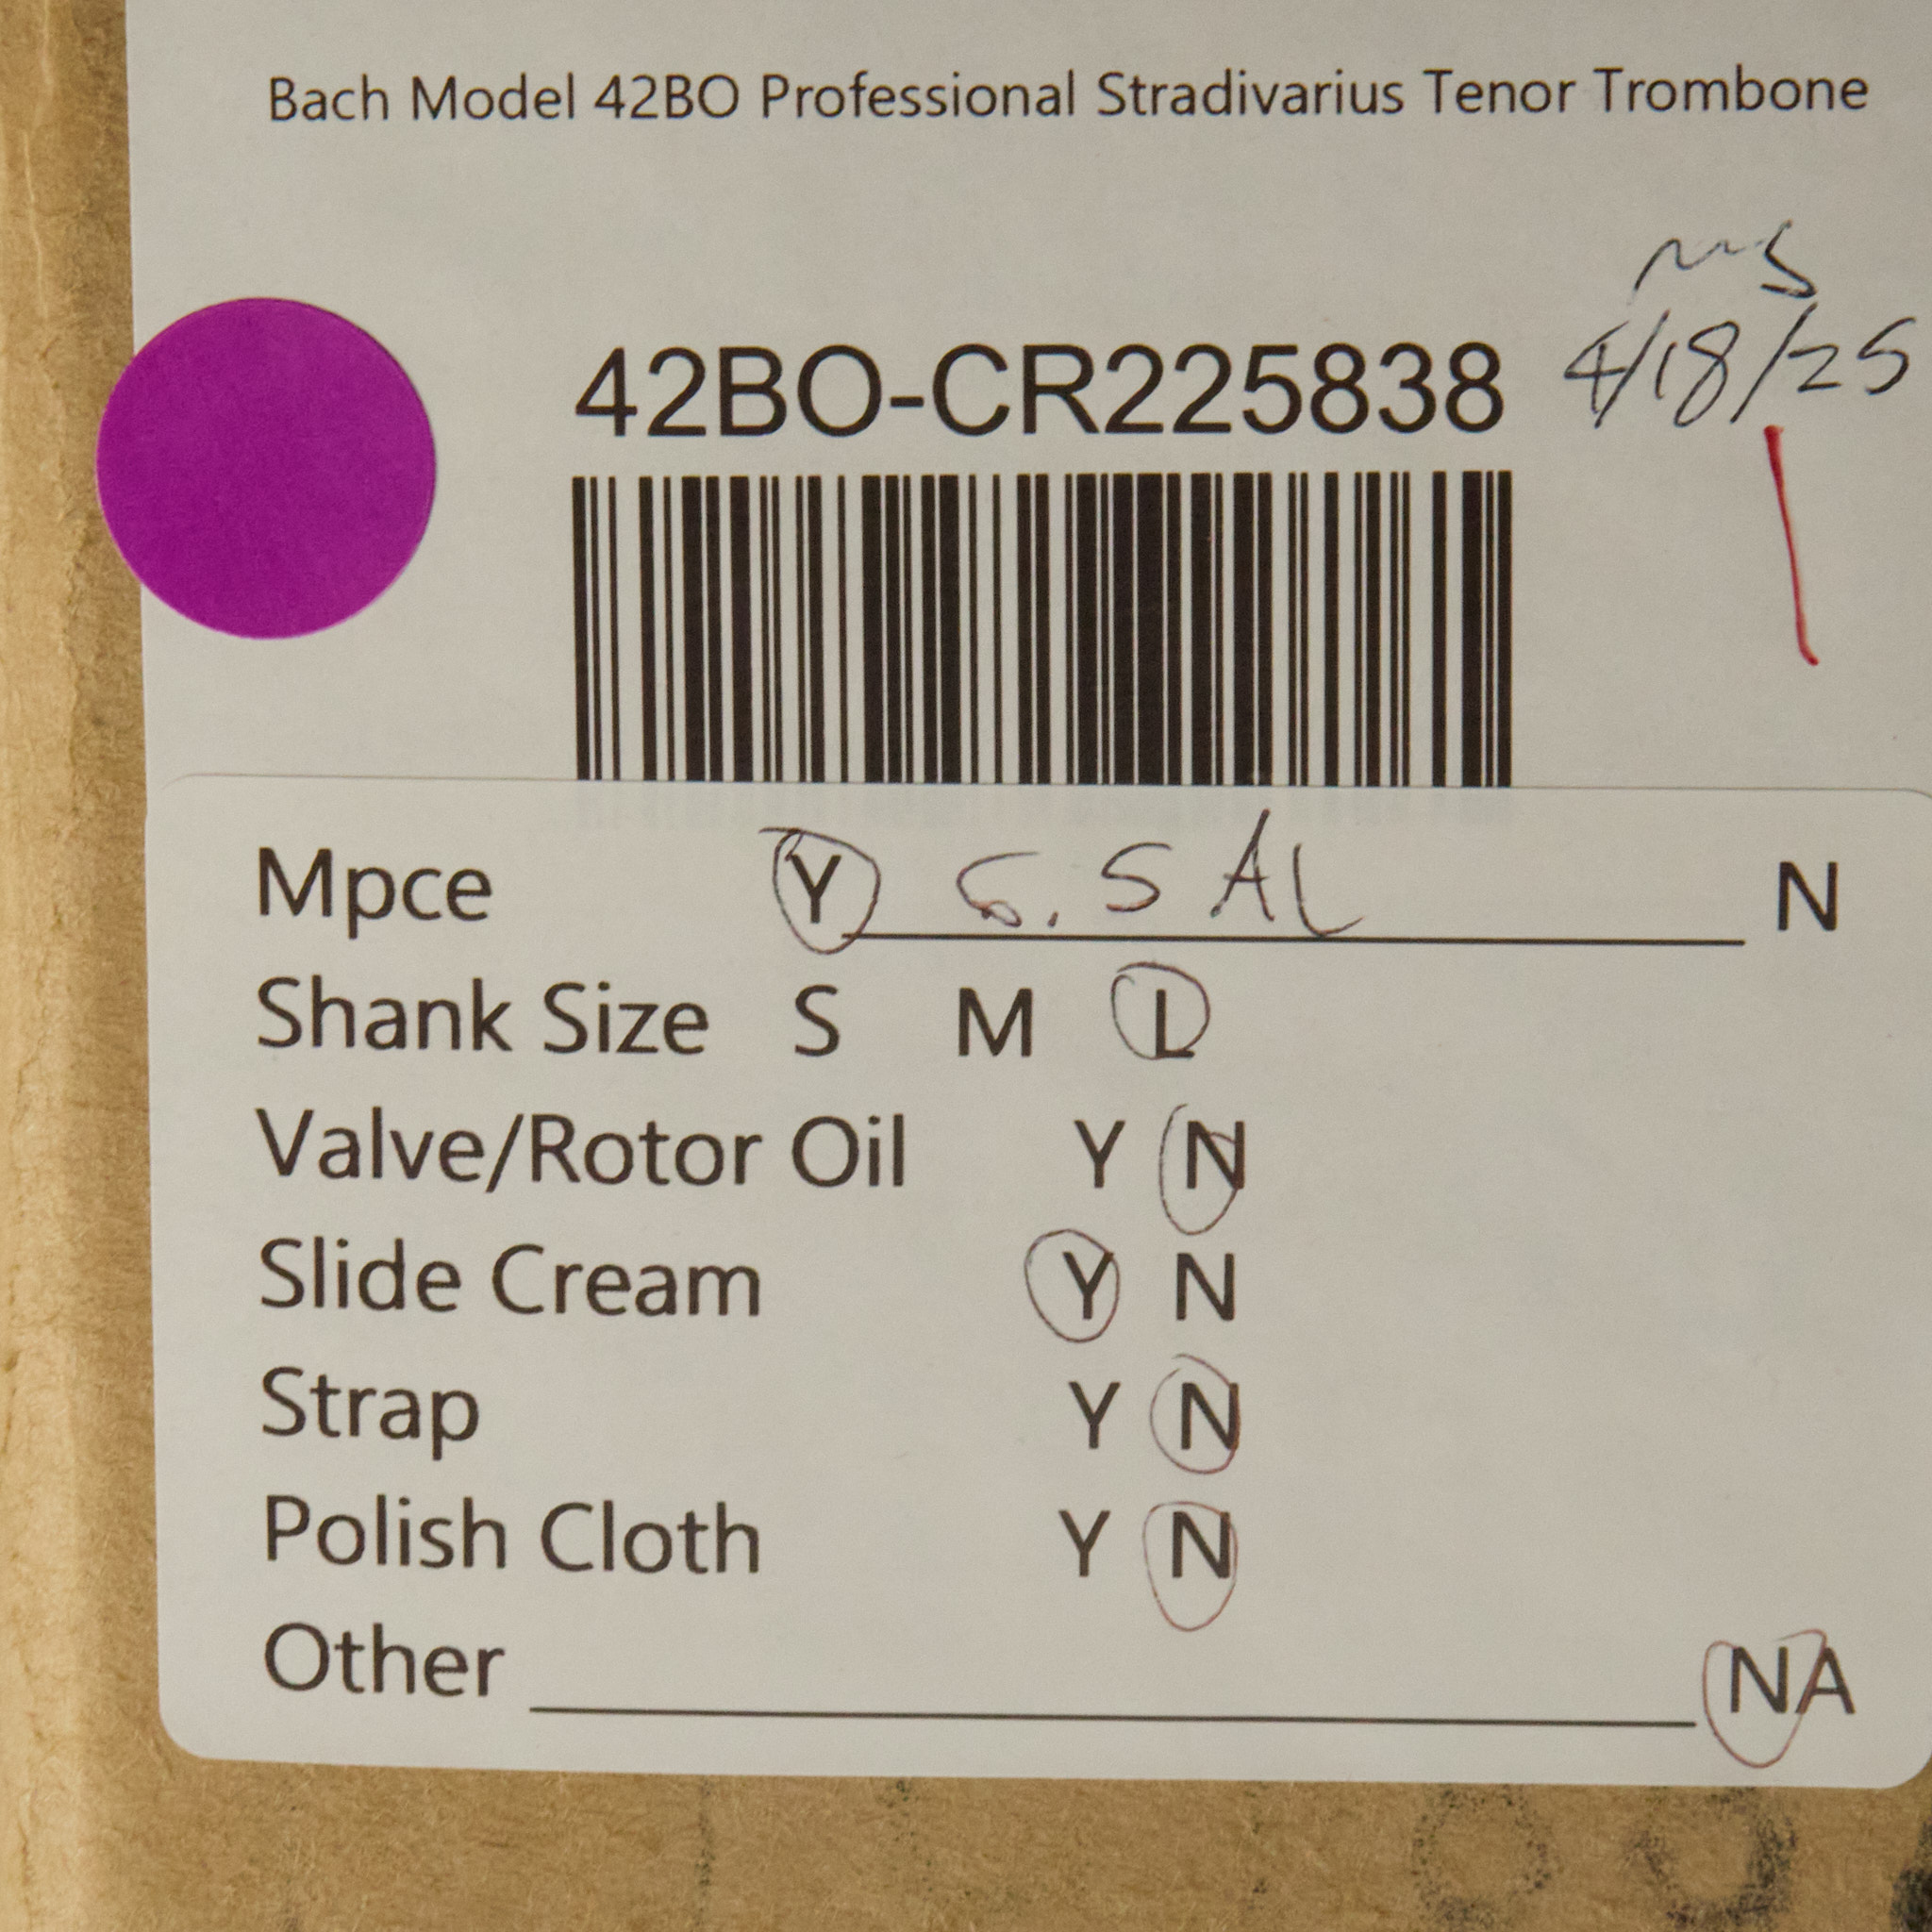 Bach Model 42BO Professional Stradivarius Tenor Trombone
42BO-CR225838 4/18/25
Mpce Y 6.5 AL N
Shank Size S M L
Valve/Rotor Oil Y N
Slide Cream Y N
Strap Y N
Polish Cloth Y N
Other NA